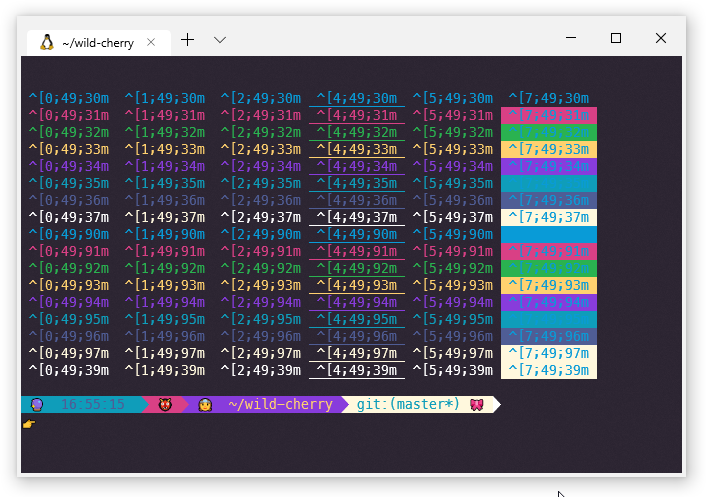 ~/wild-cherry
^[0;49;30m ^[1;49;30m ^[2;49;30m ^[4;49;30m ^[5;49;30m ^[7;49;30m
^[0;49;31m ^[1;49;31m ^[2;49;31m ^[4;49;31m ^[5;49;31m ^[7;49;31m
^[0;49;32m ^[1;49;32m ^[2;49;32m ^[4;49;32m ^[5;49;32m ^[7;49;32m
^[0;49;33m ^[1;49;33m ^[2;49;33m ^[4;49;33m ^[5;49;33m ^[7;49;33m
^[0;49;34m ^[1;49;34m ^[2;49;34m ^[4;49;34m ^[5;49;34m ^[7;49;34m
^[0;49;35m ^[1;49;35m ^[2;49;35m ^[4;49;35m ^[5;49;35m
^[0;49;36m ^[1;49;36m ^[2;49;36m ^[4;49;36m ^[5;49;36m ^[7;49;36m
^[0;49;37m ^[1;49;37m ^[2;49;37m ^[4;49;37m ^[5;49;37m ^[7;49;37m
^[0;49;90m ^[1;49;90m ^[2;49;90m ^[4;49;90m ^[5;49;90m
^[0;49;91m ^[1;49;91m ^[2;49;91m ^[4;49;91m ^[5;49;91m ^[7;49;91m
^[0;49;92m ^[1;49;92m ^[2;49;92m ^[4;49;92m ^[5;49;92m ^[7;49;92m
^[0;49;93m ^[1;49;93m ^[2;49;93m ^[4;49;93m ^[5;49;93m ^[7;49;93m
^[0;49;94m ^[1;49;94m ^[2;49;94m ^[4;49;94m ^[5;49;94m ^[7;49;94m
^[0;49;95m ^[1;49;95m ^[2;49;95m ^[4;49;95m ^[5;49;95m
^[0;49;96m ^[1;49;96m ^[2;49;96m ^[4;49;96m ^[5;49;96m ^[7;49;96m
^[0;49;97m ^[1;49;97m ^[2;49;97m ^[4;49;97m ^[5;49;97m ^[7;49;97m
^[0;49;39m ^[1;49;39m ^[2;49;39m ^[4;49;39m ^[5;49;39m ^[7;49;39m
16:55:15 ~/wild-cherry git:(master*)